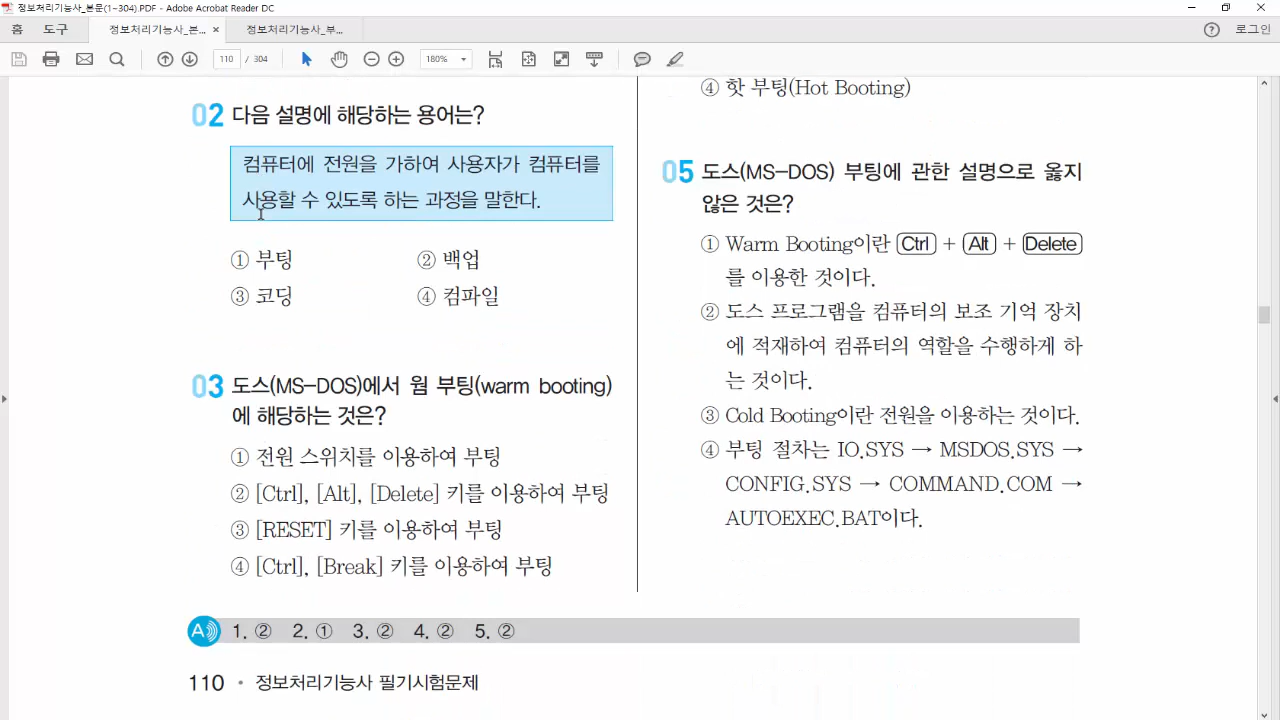 정보처리기능사_본문(1~304).PDF - Adobe Acrobat Reader DC
홈 도구 정보처리기능사_본... × 정보처리기능사_부... 로그인
110 / 304 180%
02 다음 설명에 해당하는 용어는?
컴퓨터에 전원을 가하여 사용자가 컴퓨터를
사용할 수 있도록 하는 과정을 말한다.
① 부팅 ② 백업
③ 코딩 ④ 컴파일
03 도스(MS-DOS)에서 웜 부팅(warm booting)
에 해당하는 것은?
① 전원 스위치를 이용하여 부팅
② [Ctrl], [Alt], [Delete] 키를 이용하여 부팅
③ [RESET] 키를 이용하여 부팅
④ [Ctrl], [Break] 키를 이용하여 부팅
④ 핫 부팅(Hot Booting)
05 도스(MS-DOS) 부팅에 관한 설명으로 옳지
않은 것은?
① Warm Booting이란 Ctrl + Alt + Delete
를 이용한 것이다.
② 도스 프로그램을 컴퓨터의 보조 기억 장치
에 적재하여 컴퓨터의 역할을 수행하게 하
는 것이다.
③ Cold Booting이란 전원을 이용하는 것이다.
④ 부팅 절차는 IO.SYS → MSDOS.SYS →
CONFIG.SYS → COMMAND.COM →
AUTOEXEC.BAT이다.
A 1. ② 2. ① 3. ② 4. ② 5. ②
110 • 정보처리기능사 필기시험문제